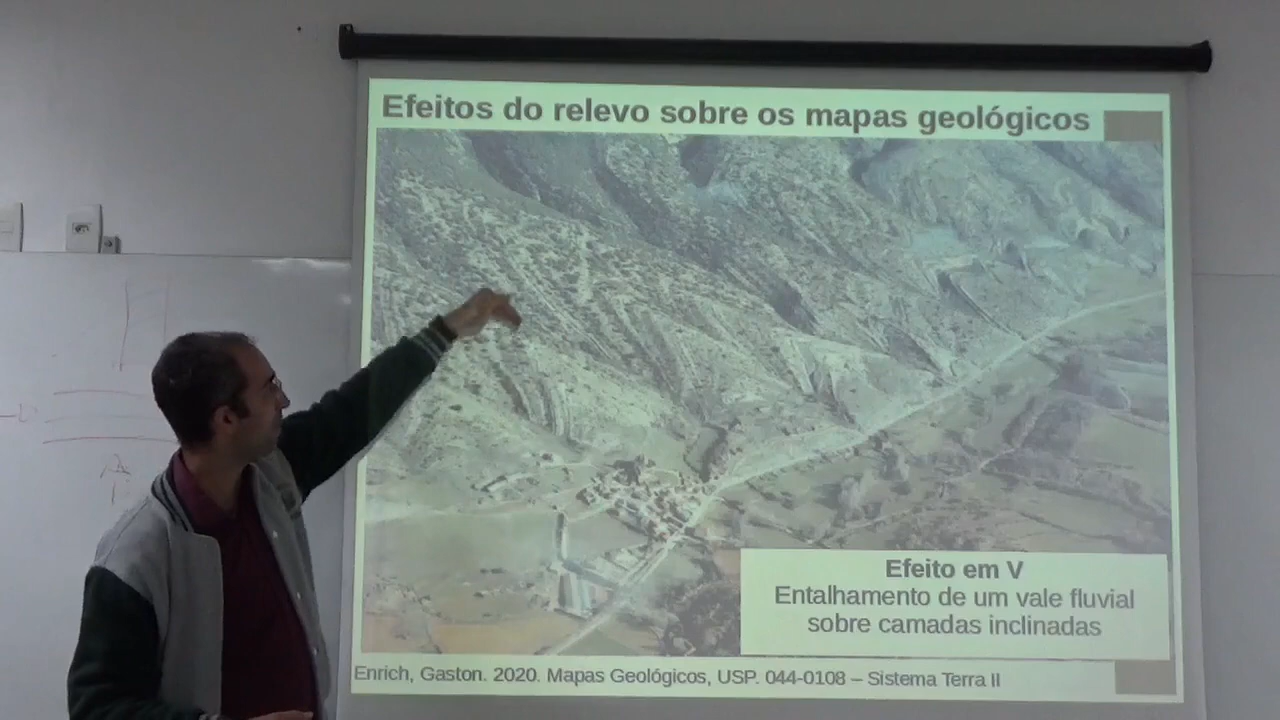 Efeitos do relevo sobre os mapas geológicos
Efeito em V
Entalhamento de um vale fluvial
sobre camadas inclinadas
Enrich, Gaston. 2020. Mapas Geológicos, USP. 044-0108 – Sistema Terra II